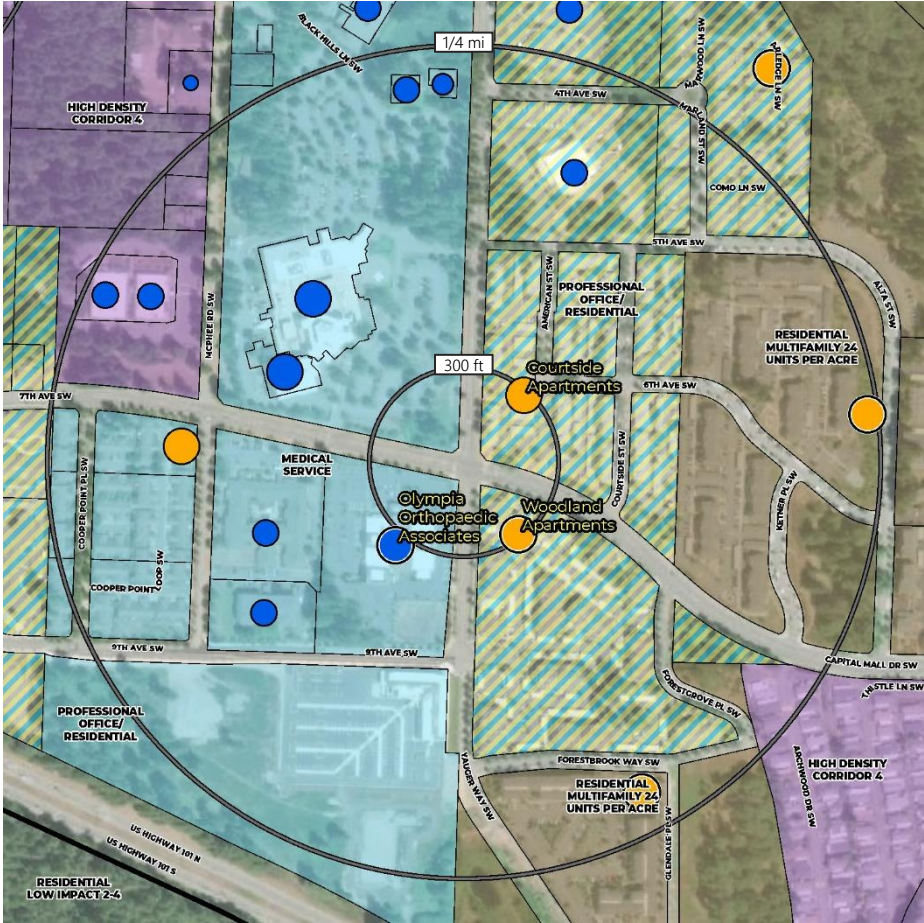 BLACK HILLS LN SW
1/4 mi
MARWOOD LN SW
HIGH DENSITY
CORRIDOR 4
4TH AVE SW
MARLAND ST SW
COMO LN SW
5TH AVE SW
AMERICAN ST SW
PROFESSIONAL
OFFICE/
RESIDENTIAL
MCPHEE RD SW
ALTA ST SW
RESIDENTIAL
MULTIFAMILY 24
UNITS PER ACRE
300 ft
Courtside
Apartments
6TH AVE SW
7TH AVE SW
MEDICAL
SERVICE
COURTSIDE ST SW
KETNER PL SW
COOPER POINT PL SW
Olympia
Orthopaedic
Associates
Woodland
Apartments
COOPER POINT
LOOP SW
9TH AVE SW
9TH AVE SW
CAPITAL MALL DR SW
THISTLE LN SW
FORESTGROVE PL SW
PROFESSIONAL
OFFICE/
RESIDENTIAL
YAUGER WAY SW
FORESTBROOK WAY SW
ARCHWOOD DR SW
HIGH DENSITY
CORRIDOR 4
RESIDENTIAL
MULTIFAMILY 24
UNITS PER ACRE
GLENDALE PL SW
US HIGHWAY 101 N
US HIGHWAY 101 S
RESIDENTIAL
LOW IMPACT 2-4